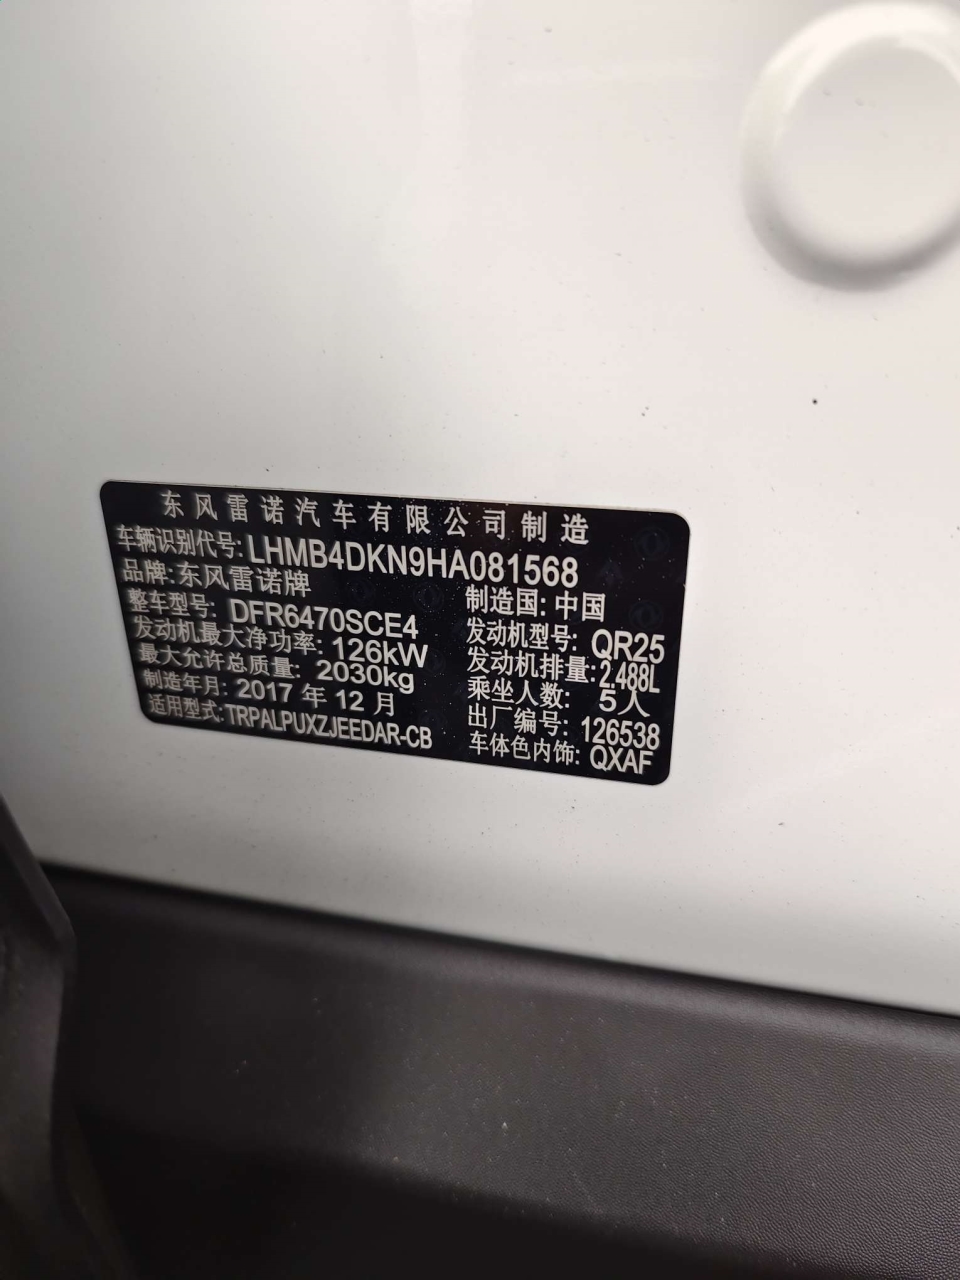 东风雷诺汽车有限公司制造
车辆识别代号: LHMB4DKN9HA081568
品牌: 东风雷诺牌 制造国: 中国
整车型号: DFR6470SCE4 发动机型号: QR25
发动机最大净功率: 126kW 发动机排量: 2.488L
最大允许总质量: 2030kg 乘坐人数: 5人
制造年月: 2017 年 12 月 出厂编号: 126538
适用型式: TRPALPUXZJEEDAR-CB 车体色内饰: QXAF